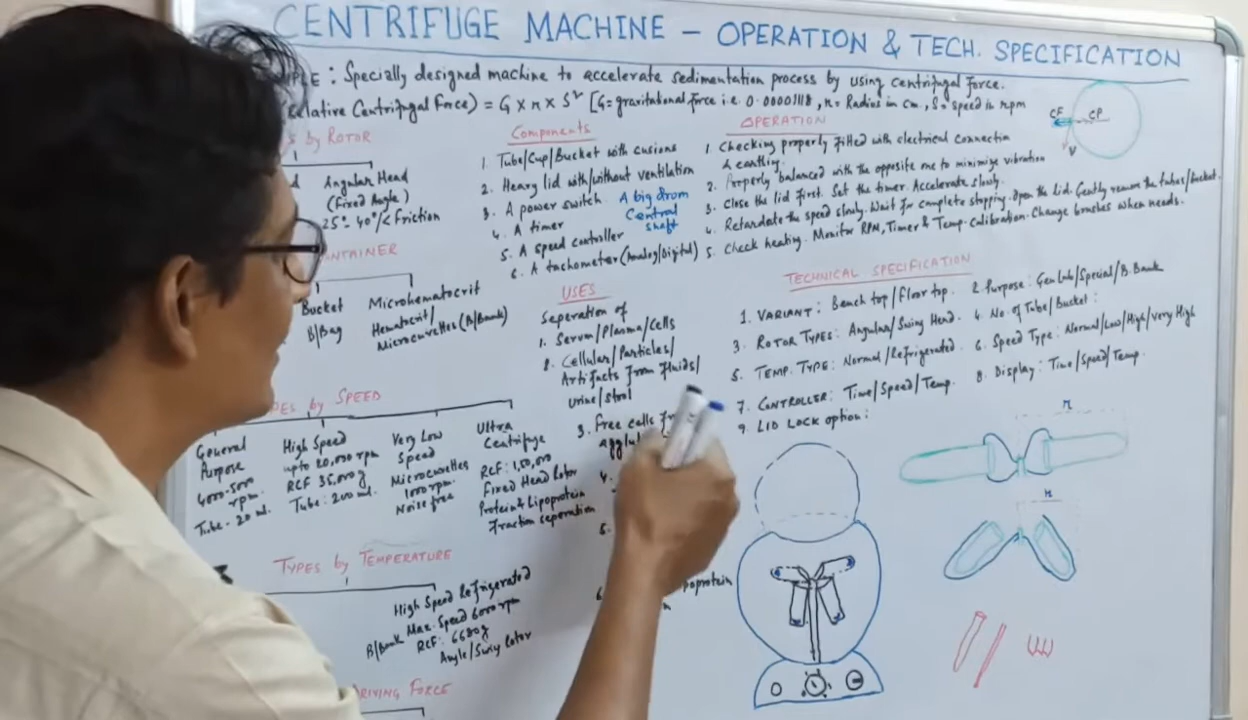 CENTRIFUGE MACHINE – OPERATION & TECH. SPECIFICATION
PLE : Specially designed machine to accelerate sedimentation process by using centrifugal force.
Relative Centrifugal Force) = G × r × S² [G = gravitational force i.e. 0.00001118, r = Radius in cm, S = speed in rpm
CF CP
V
S by ROTOR
d
Angular Head
(Fixed Angle)
25° - 40°/< Friction
ONTAINER
Bucket
B/Bag
Microhematocrit
Hematocrit/
Microcuvettes (B/Bank)
YPES by SPEED
General
Purpose
4000-5000
rpm.
Tube - 20 ml.
High Speed
upto 20,000 rpm
RCF 35,000g
Tube : 200 ml.
Very Low
Speed
Microcuvettes
1000 rpm.
Noise free
Ultra
Centrifuge
RCF: 1,50,000
Fixed Head Rotor
Protein & Lipoprotein
Fraction seperation
TYPES by TEMPERATURE
High Speed Refrigerated
B/Bank Max. Speed 6000 rpm
RCF: 6680g
Angle/Swing Rotor
RIVING FORCE
Components
1. Tube/Cup/Bucket with cusions
2. Heavy lid with/without ventilation
3. A power switch
4. A timer
5. A speed controller
6. A tachometer (Analog/Digital)
A big drum
Central
shaft
USES
Seperation of
1. Serum/Plasma/Cells
2. Cellular/Particles/
Artifacts from Fluids/
Urine/Stool
3. Free cells
4.
5.
6.
poprotein
OPERATION
1. Checking properly fitted with electrical connection
& earthing.
2. Properly balanced with the opposite one to minimize vibration
3. Close the lid first. Set the timer. Accelerate slowly.
4. Retardate the speed slowly. Wait for complete stopping. Open the lid. Gently remove the tubes/bucket.
5. Check heating. Monitor RPM, Timer & Temp. Calibration. Change brushes when needs.
TECHNICAL SPECIFICATION
1. VARIANT : Bench top/Floor top. 2. Purpose : Gen Lab/Special/B.Bank
3. ROTOR TYPES : Angular/Swing Head. 4. No. of Tube/Bucket :
5. TEMP. TYPE : Normal/Refrigerated. 6. Speed Type : Normal/Low/High/Very High
7. CONTROLLER : Time/Speed/Temp. 8. Display : Time/Speed/Temp.
9. LID LOCK option :
r
r